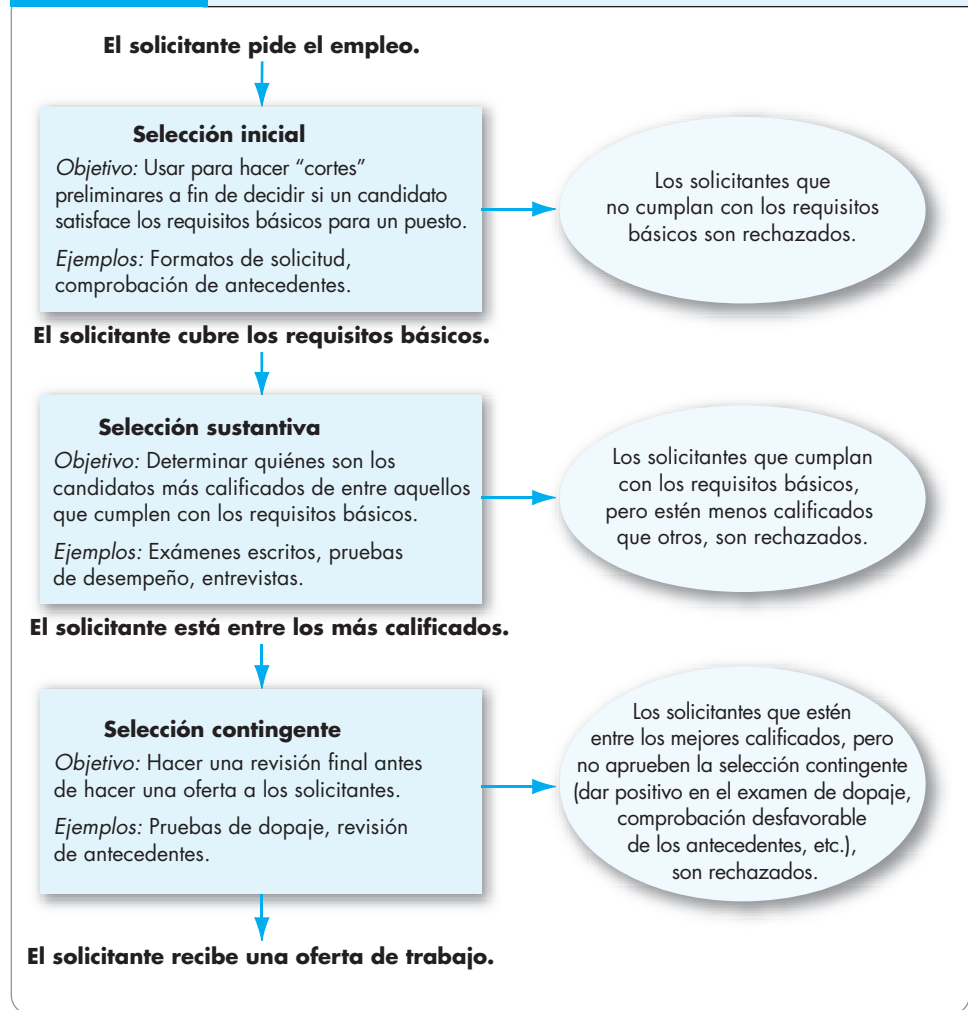 El solicitante pide el empleo.
Selección inicial
Objetivo: Usar para hacer “cortes”
preliminares a fin de decidir si un candidato
satisface los requisitos básicos para un puesto.
Ejemplos: Formatos de solicitud,
comprobación de antecedentes.
Los solicitantes que
no cumplan con los requisitos
básicos son rechazados.
El solicitante cubre los requisitos básicos.
Selección sustantiva
Objetivo: Determinar quiénes son los
candidatos más calificados de entre aquellos
que cumplen con los requisitos básicos.
Ejemplos: Exámenes escritos, pruebas
de desempeño, entrevistas.
Los solicitantes que cumplan
con los requisitos básicos,
pero estén menos calificados
que otros, son rechazados.
El solicitante está entre los más calificados.
Selección contingente
Objetivo: Hacer una revisión final antes
de hacer una oferta a los solicitantes.
Ejemplos: Pruebas de dopaje, revisión
de antecedentes.
Los solicitantes que estén
entre los mejores calificados, pero
no aprueben la selección contingente
(dar positivo en el examen de dopaje,
comprobación desfavorable
de los antecedentes, etc.),
son rechazados.
El solicitante recibe una oferta de trabajo.